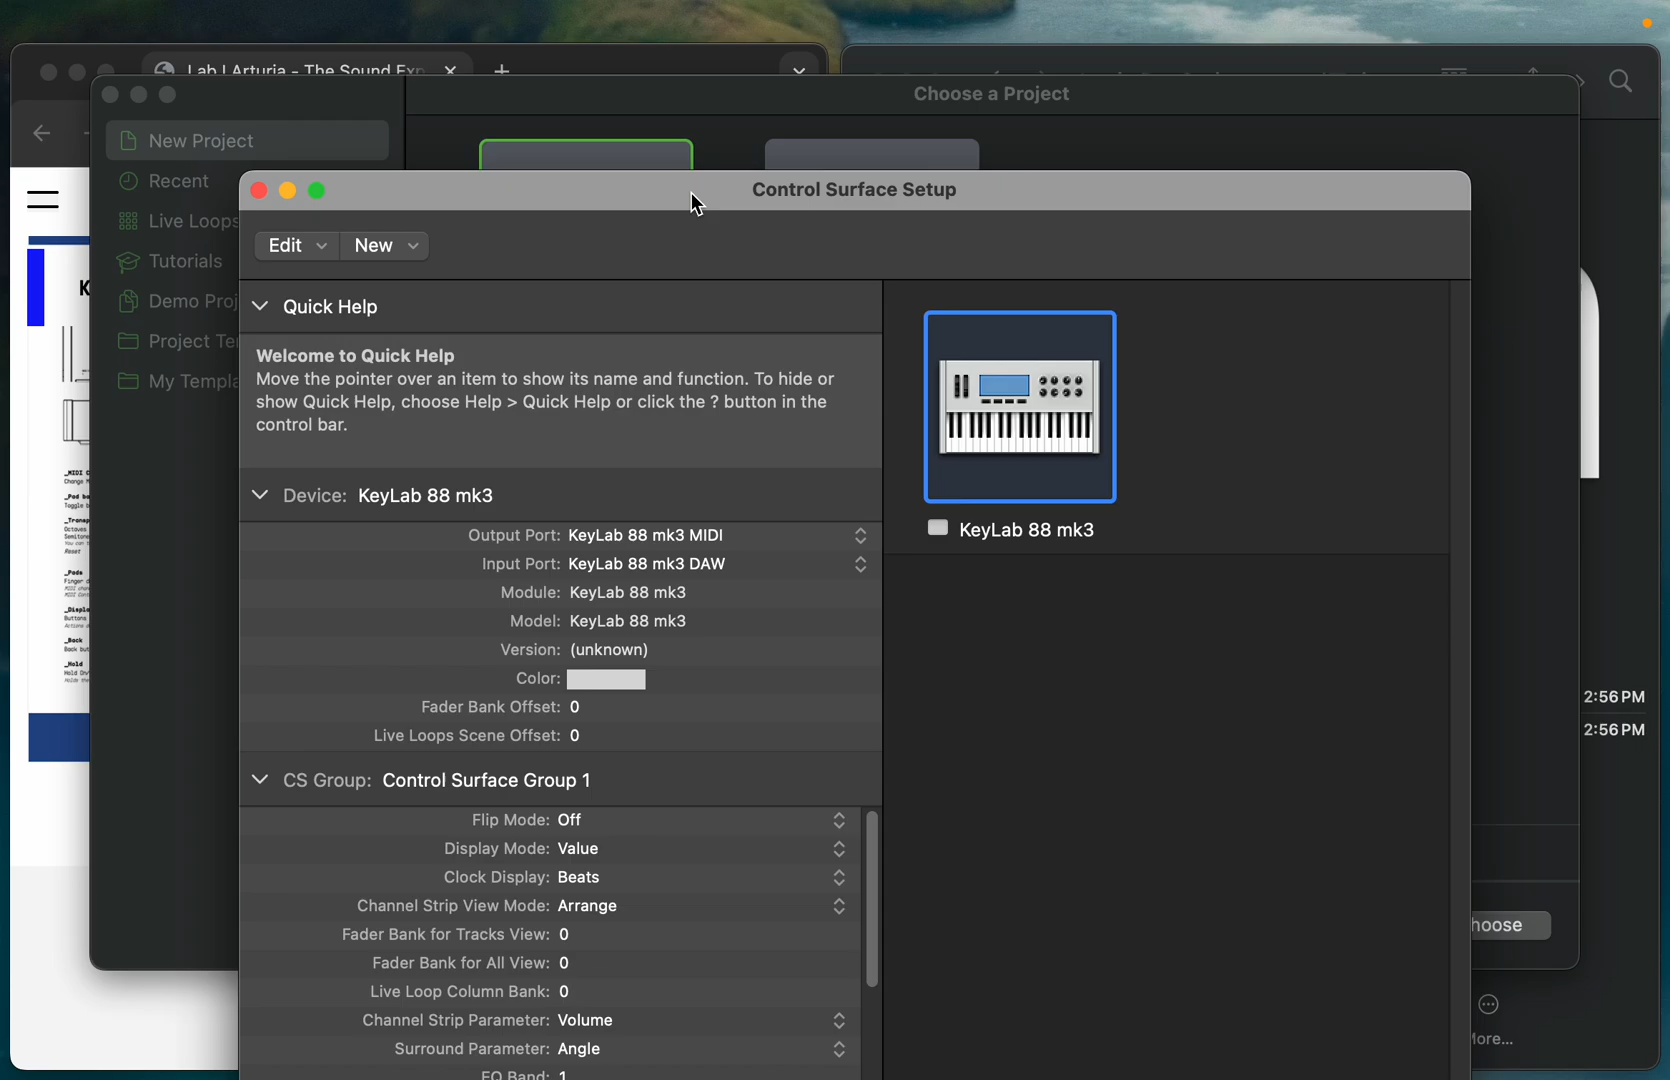 Lab | Arturia - The Sound Exp
Choose a Project
New Project
Recent
Live Loops
Tutorials
Demo Proj
Project Te
My Templa
Control Surface Setup
Edit
New
Quick Help
Welcome to Quick Help
Move the pointer over an item to show its name and function. To hide or
show Quick Help, choose Help > Quick Help or click the ? button in the
control bar.
Device: KeyLab 88 mk3
Output Port: KeyLab 88 mk3 MIDI
Input Port: KeyLab 88 mk3 DAW
Module: KeyLab 88 mk3
Model: KeyLab 88 mk3
Version: (unknown)
Color:
Fader Bank Offset: 0
Live Loops Scene Offset: 0
CS Group: Control Surface Group 1
Flip Mode: Off
Display Mode: Value
Clock Display: Beats
Channel Strip View Mode: Arrange
Fader Bank for Tracks View: 0
Fader Bank for All View: 0
Live Loop Column Bank: 0
Channel Strip Parameter: Volume
Surround Parameter: Angle
EQ Band: 1
KeyLab 88 mk3
2:56 PM
2:56 PM
hoose
lore...
K